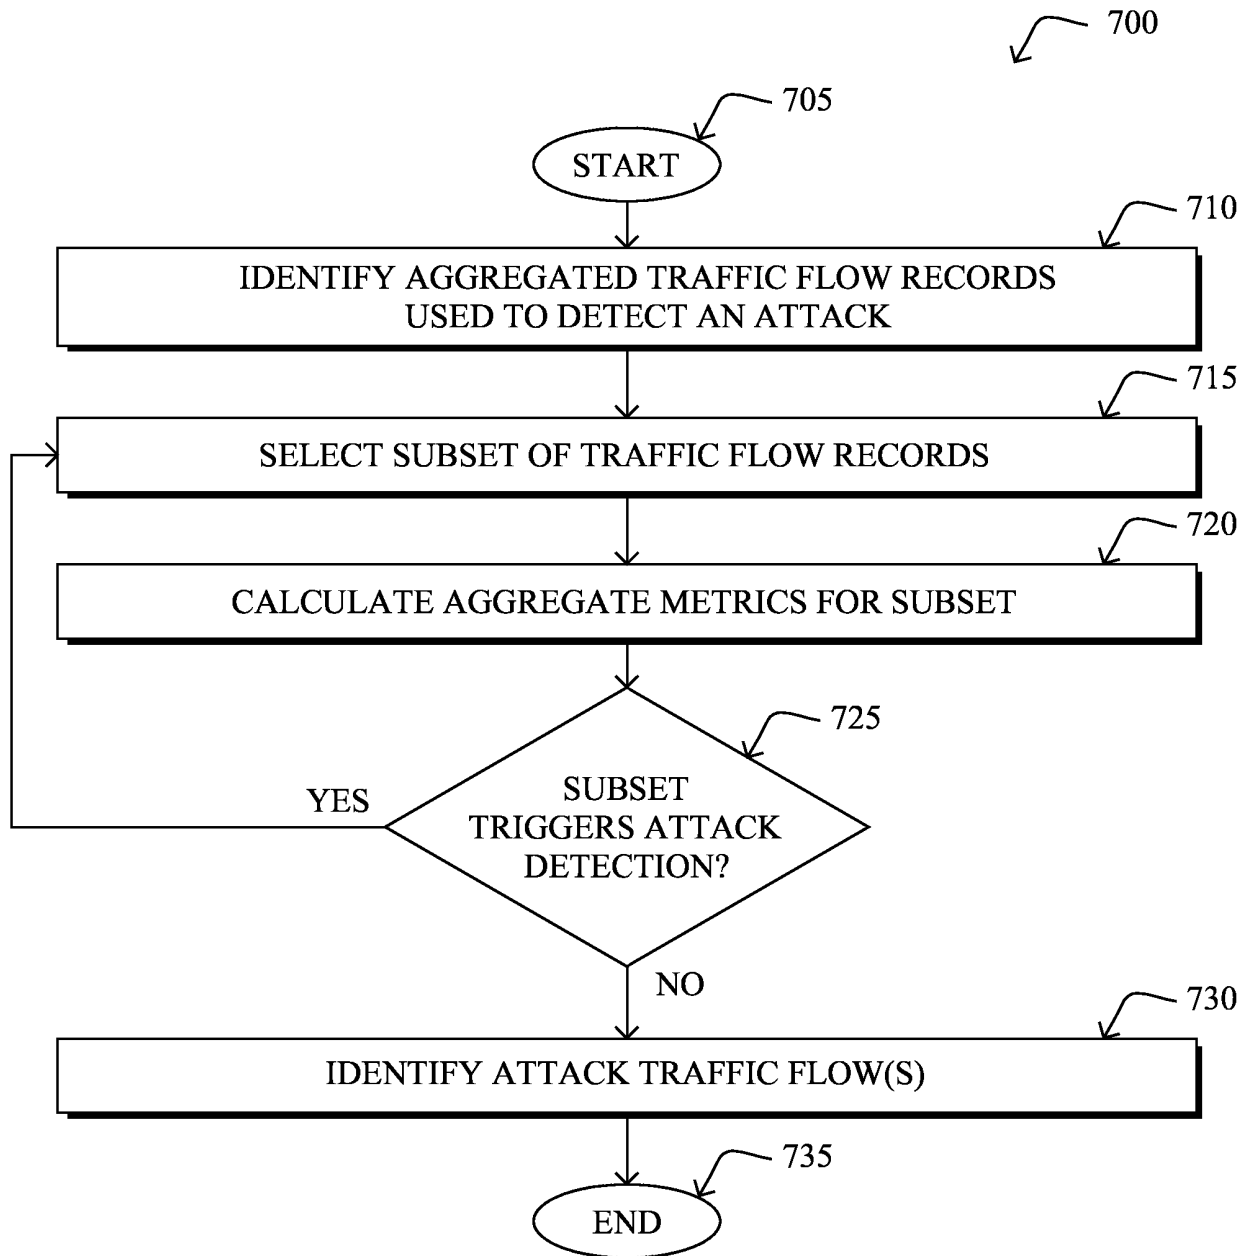 700
705
START
710
IDENTIFY AGGREGATED TRAFFIC FLOW RECORDS
USED TO DETECT AN ATTACK
715
SELECT SUBSET OF TRAFFIC FLOW RECORDS
720
CALCULATE AGGREGATE METRICS FOR SUBSET
725
SUBSET
TRIGGERS ATTACK
DETECTION?
YES
NO
730
IDENTIFY ATTACK TRAFFIC FLOW(S)
735
END